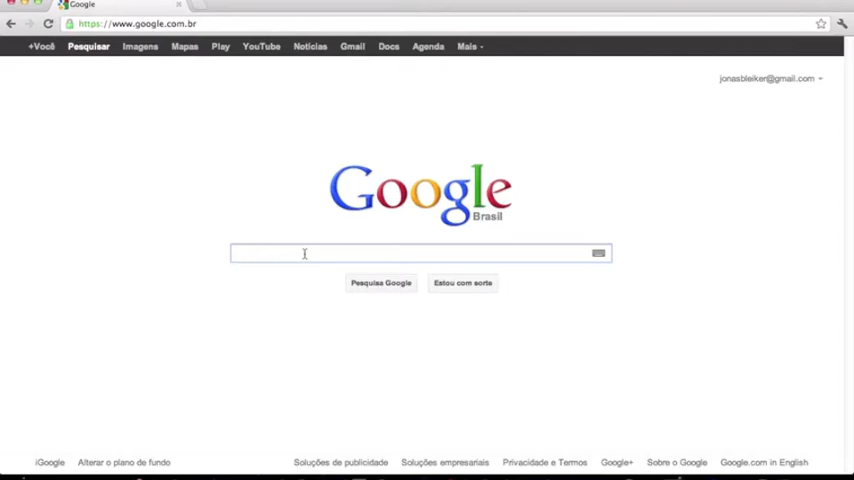 Google
https://www.google.com.br
+Você Pesquisar Imagens Mapas Play YouTube Notícias Gmail Docs Agenda Mais
jonasbleiker@gmail.com
Google
Brasil
Pesquisa Google Estou com sorte
iGoogle Alterar o plano de fundo Soluções de publicidade Soluções empresariais Privacidade e Termos Google+ Sobre o Google Google.com in English